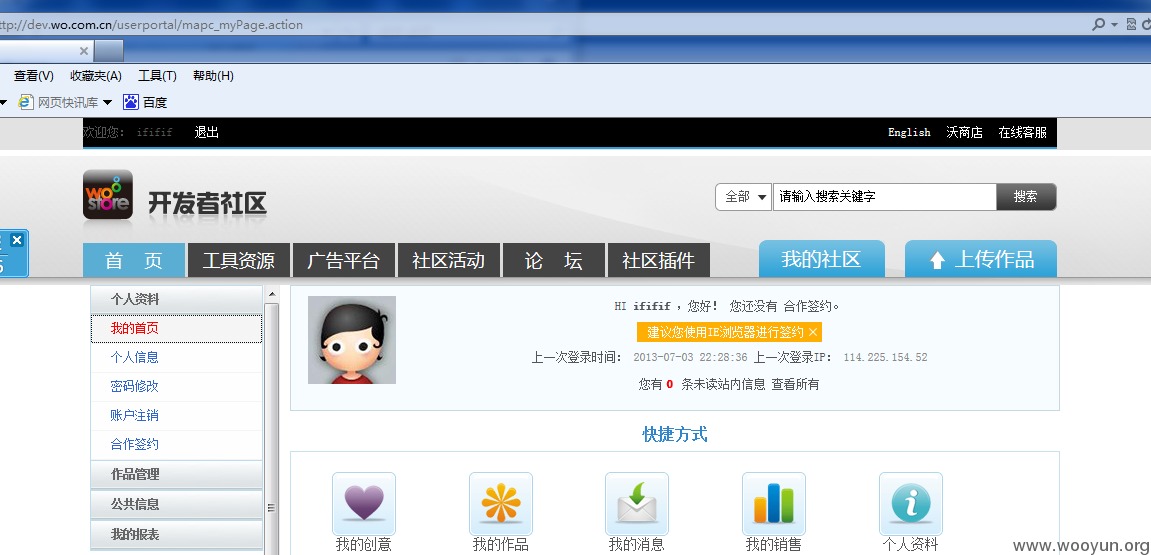 ttp://dev.wo.com.cn/userportal/mapc_myPage.action
查看(V) 收藏夹(A) 工具(T) 帮助(H)
网页快讯库 百度
欢迎您: ififif 退出 English 沃商店 在线客服
wo store 开发者社区 全部 请输入搜索关键字 搜索
首 页 工具资源 广告平台 社区活动 论 坛 社区插件 我的社区 上传作品
个人资料
我的首页
个人信息
密码修改
账户注销
合作签约
作品管理
公共信息
我的报表
HI ififif ，您好! 您还没有 合作签约。
建议您使用IE浏览器进行签约 ×
上一次登录时间: 2013-07-03 22:28:36 上一次登录IP: 114.225.154.52
您有 0 条未读站内信息 查看所有
快捷方式
我的创意 我的作品 我的消息 我的销售 个人资料
www.wooyun.org